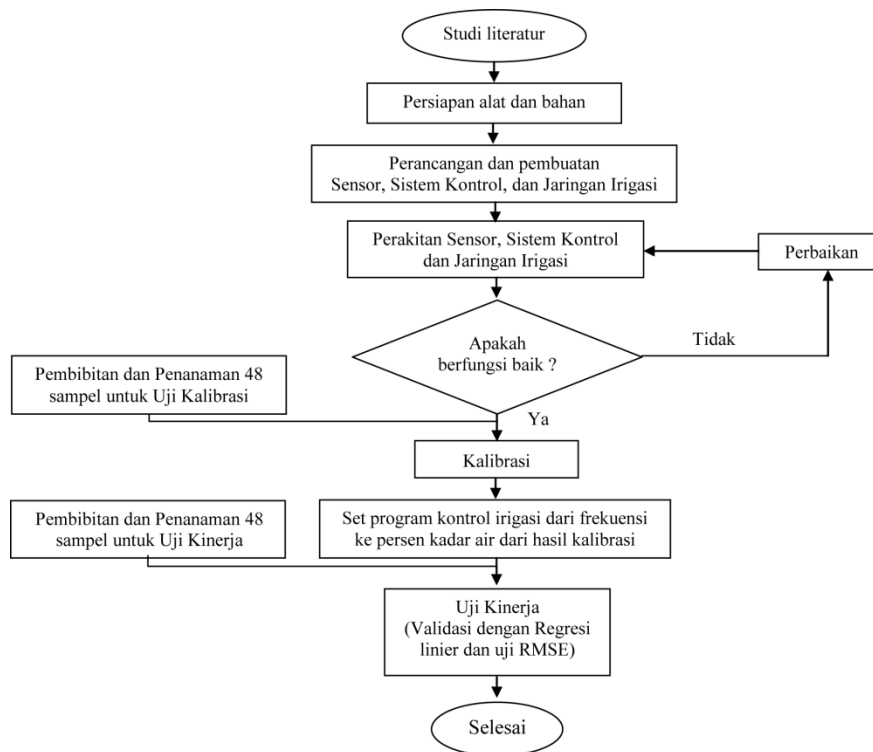 Studi literatur
Persiapan alat dan bahan
Perancangan dan pembuatan
Sensor, Sistem Kontrol, dan Jaringan Irigasi
Perakitan Sensor, Sistem Kontrol
dan Jaringan Irigasi
Perbaikan
Apakah
berfungsi baik ?
Tidak
Pembibitan dan Penanaman 48
sampel untuk Uji Kalibrasi
Ya
Kalibrasi
Pembibitan dan Penanaman 48
sampel untuk Uji Kinerja
Set program kontrol irigasi dari frekuensi
ke persen kadar air dari hasil kalibrasi
Uji Kinerja
(Validasi dengan Regresi
linier dan uji RMSE)
Selesai